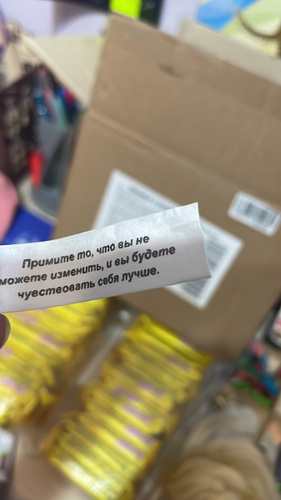 Примите то, что вы не
можете изменить, и вы будете
чувствовать себя лучше.